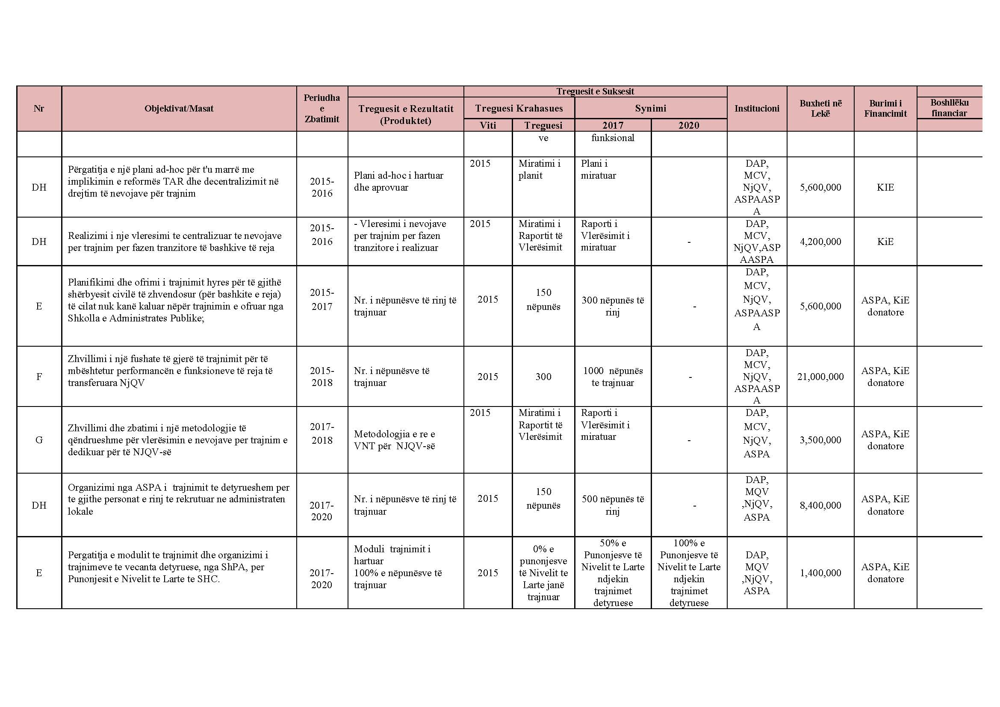 Nr
Objektivat/Masat
Periudha
e
Zbatimit
Treguesit e Rezultatit
(Produktet)
Treguesit e Suksesit
Treguesi Krahasues
Synimi
Viti
Treguesi
2017
2020
Institucioni
Buxheti në
Lekë
Burimi i
Financimit
Boshllëku
financiar
ve
funksional
DH
Përgatitja e një plani ad-hoc për t'u marrë me
implikimin e reformës TAR dhe decentralizimit në
drejtim të nevojave për trajnim
2015-
2016
Plani ad-hoc i hartuar
dhe aprovuar
2015
Miratimi i
planit
Plani i
miratuar
DAP,
MCV,
NjQV,
ASPAASP
A
5,600,000
KIE
DH
Realizimi i nje vleresimi te centralizuar te nevojave
per trajnim per fazen tranzitore të bashkive të reja
2015-
2016
- Vleresimi i nevojave
per trajnim per fazen
tranzitore i realizuar
2015
Miratimi i
Raportit të
Vlerësimit
Raporti i
Vlerësimit i
miratuar
-
DAP,
MCV,
NjQV,ASP
AASPA
4,200,000
KiE
E
Planifikimi dhe ofrimi i trajnimit hyres për të gjithë
shërbyesit civilë të zhvendosur (për bashkite e reja)
të cilat nuk kanë kaluar nëpër trajnimin e ofruar nga
Shkolla e Administrates Publike;
2015-
2017
Nr. i nëpunësve të rinj të
trajnuar
2015
150
nëpunës
300 nëpunës të
rinj
-
DAP,
MCV,
NjQV,
ASPAASP
A
5,600,000
ASPA, KiE
donatore
F
Zhvillimi i një fushate të gjerë të trajnimit për të
mbështetur performancën e funksioneve të reja të
transferuara NjQV
2015-
2018
Nr. i nëpunësve të
trajnuar
2015
300
1000 nëpunës
te trajnuar
-
DAP,
MCV,
NjQV,
ASPAASP
A
21,000,000
ASPA, KiE
donatore
G
Zhvillimi dhe zbatimi i një metodologjie të
qëndrueshme për vlerësimin e nevojave per trajnim e
dedikuar për të NJQV-së
2017-
2018
Metodologjia e re e
VNT për NJQV-së
2015
Miratimi i
Raportit të
Vlerësimit
Raporti i
Vlerësimit i
miratuar
-
DAP,
MCV,
NjQV,
ASPA
3,500,000
ASPA, KiE
donatore
DH
Organizimi nga ASPA i trajnimit te detyrueshem per
te gjithe personat e rinj te rekrutuar ne administraten
lokale
2017-
2020
Nr. i nëpunësve të rinj të
trajnuar
2015
150
nëpunës
500 nëpunës të
rinj
-
DAP,
MQV
,NjQV,
ASPA
8,400,000
ASPA, KiE
donatore
E
Pergatitja e modulit te trajnimit dhe organizimi i
trajnimeve te vecanta detyruese, nga ShPA, per
Punonjesit e Nivelit te Larte te SHC.
2017-
2020
Moduli trajnimit i
hartuar
100% e nëpunësve të
trajnuar
2015
0% e
punonjesve
të Nivelit te
Larte janë
trajnuar
50% e
Punonjesve të
Nivelit te Larte
ndjekin
trajnimet
detyruese
100% e
Punonjesve të
Nivelit te Larte
ndjekin
trajnimet
detyruese
DAP,
MQV
,NjQV,
ASPA
1,400,000
ASPA, KiE
donatore